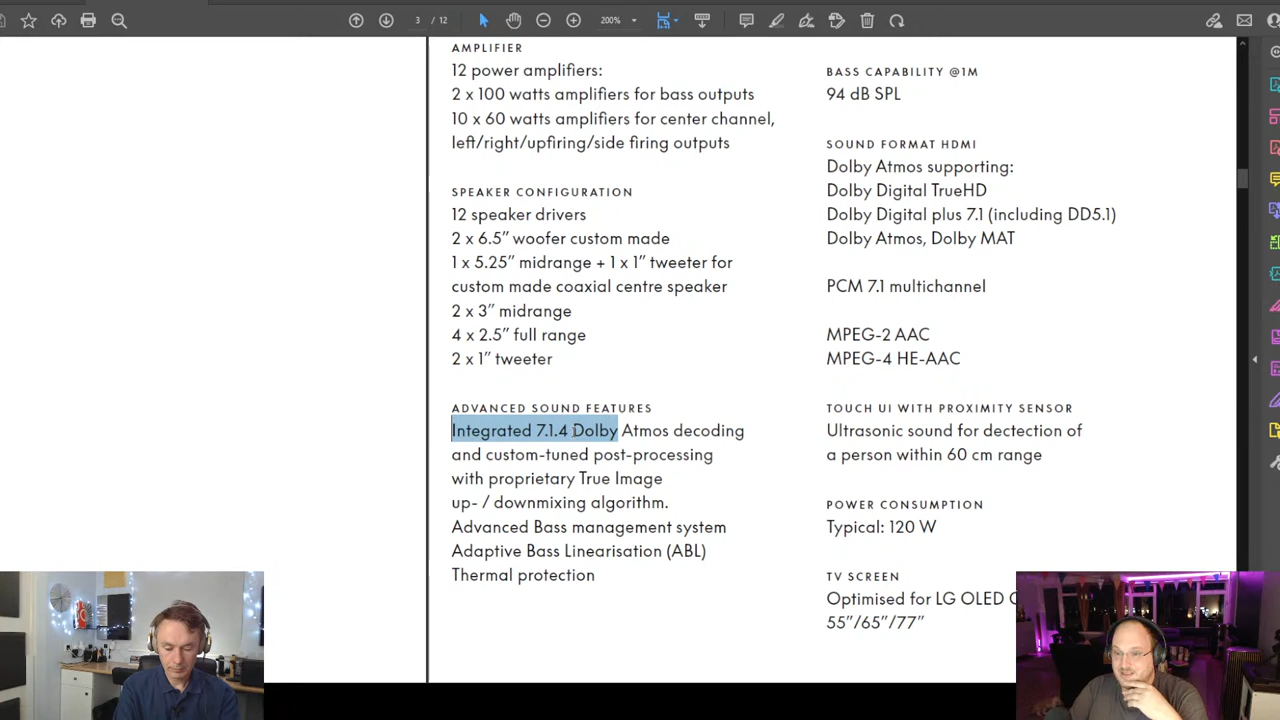 3 / 12
200%
AMPLIFIER
12 power amplifiers:
2 x 100 watts amplifiers for bass outputs
10 x 60 watts amplifiers for center channel,
left/right/upfiring/side firing outputs
SPEAKER CONFIGURATION
12 speaker drivers
2 x 6.5” woofer custom made
1 x 5.25” midrange + 1 x 1” tweeter for
custom made coaxial centre speaker
2 x 3” midrange
4 x 2.5” full range
2 x 1” tweeter
ADVANCED SOUND FEATURES
Integrated 7.1.4 Dolby Atmos decoding
and custom-tuned post-processing
with proprietary True Image
up- / downmixing algorithm.
Advanced Bass management system
Adaptive Bass Linearisation (ABL)
Thermal protection
BASS CAPABILITY @1M
94 dB SPL
SOUND FORMAT HDMI
Dolby Atmos supporting:
Dolby Digital TrueHD
Dolby Digital plus 7.1 (including DD5.1)
Dolby Atmos, Dolby MAT
PCM 7.1 multichannel
MPEG-2 AAC
MPEG-4 HE-AAC
TOUCH UI WITH PROXIMITY SENSOR
Ultrasonic sound for dectection of
a person within 60 cm range
POWER CONSUMPTION
Typical: 120 W
TV SCREEN
Optimised for LG OLED
55”/65”/77”